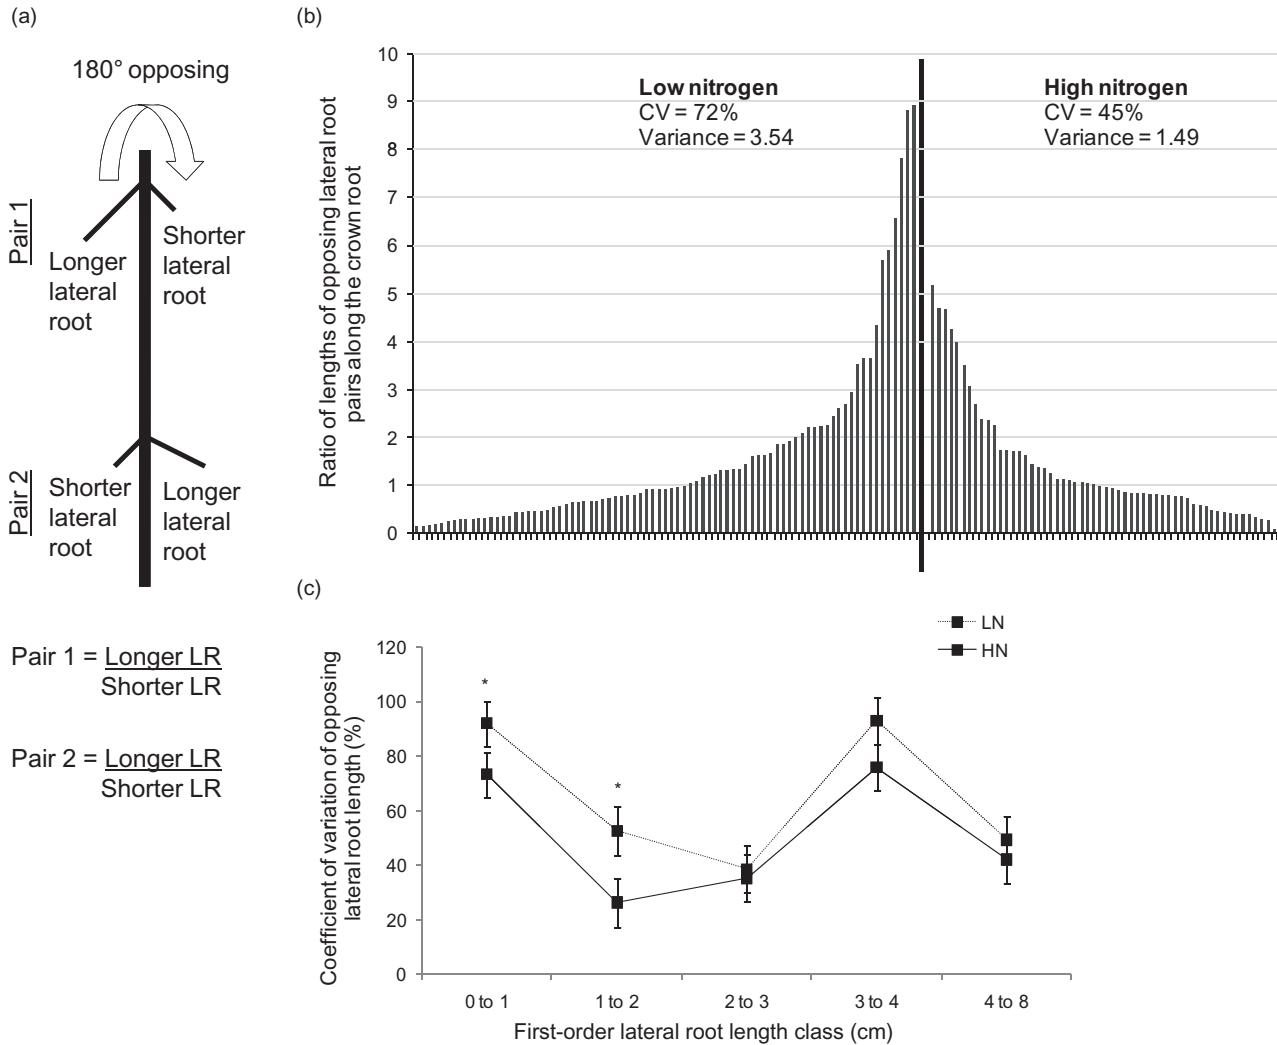 (a)
180° opposing
Pair 1
Longer
lateral
root
Shorter
lateral
root
Pair 2
Shorter
lateral
root
Longer
lateral
root
Pair 1 = Longer LR
Shorter LR
Pair 2 = Longer LR
Shorter LR
(b)
Ratio of lengths of opposing lateral root
pairs along the crown root
10
9
8
7
6
5
4
3
2
1
0
Low nitrogen
CV = 72%
Variance = 3.54
High nitrogen
CV = 45%
Variance = 1.49
(c)
LN
HN
Coefficient of variation of opposing
lateral root length (%)
120
100
80
60
40
20
0
*
*
0 to 1
1 to 2
2 to 3
3 to 4
4 to 8
First-order lateral root length class (cm)